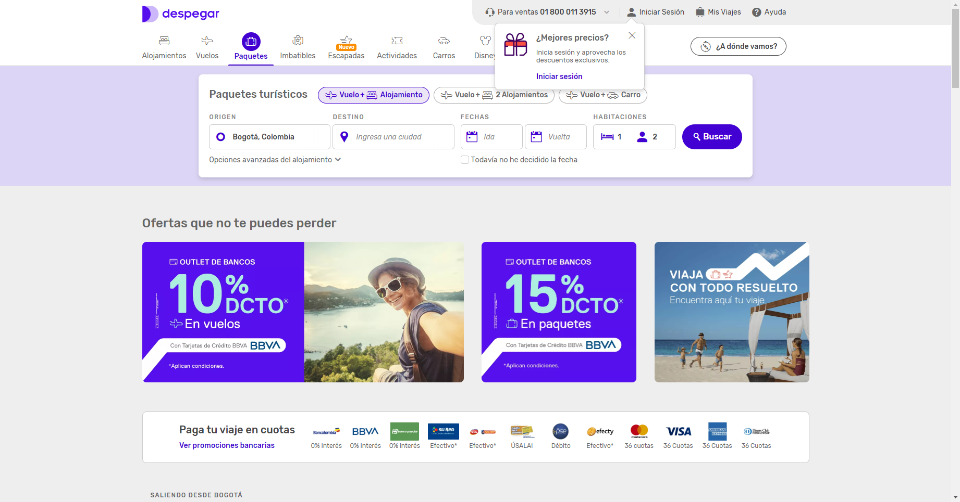 despegar
Para ventas 01 800 011 3915
Iniciar Sesión
Mis Viajes
Ayuda
Alojamientos
Vuelos
Paquetes
Imbatibles
Nuevo
Escapadas
Actividades
Carros
Disney
¿Mejores precios?
Inicia sesión y aprovecha los
descuentos exclusivos.
Iniciar sesión
¿A dónde vamos?
Paquetes turísticos
Vuelo + Alojamiento
Vuelo + 2 Alojamientos
Vuelo + Carro
ORIGEN
DESTINO
FECHAS
HABITACIONES
Bogotá, Colombia
Ingresa una ciudad
Ida
Vuelta
1
2
Buscar
Opciones avanzadas del alojamiento
Todavía no he decidido la fecha
Ofertas que no te puedes perder
OUTLET DE BANCOS
10% DCTO*
En vuelos
Con Tarjetas de Crédito BBVA
*Aplican condiciones.
OUTLET DE BANCOS
15% DCTO*
En paquetes
Con Tarjetas de Crédito BBVA
*Aplican condiciones.
VIAJA
CON TODO RESUELTO
Encuentra aquí tu viaje
Paga tu viaje en cuotas
Ver promociones bancarias
Bancolombia
BBVA
efecty
VISA
0% Interés
0% Interés
0% Interés
Efectivo*
Efectivo*
ÚSALA!
Débito
Efectivo*
36 cuotas
36 Cuotas
36 Cuotas
36 Cuotas
SALIENDO DESDE BOGOTÁ